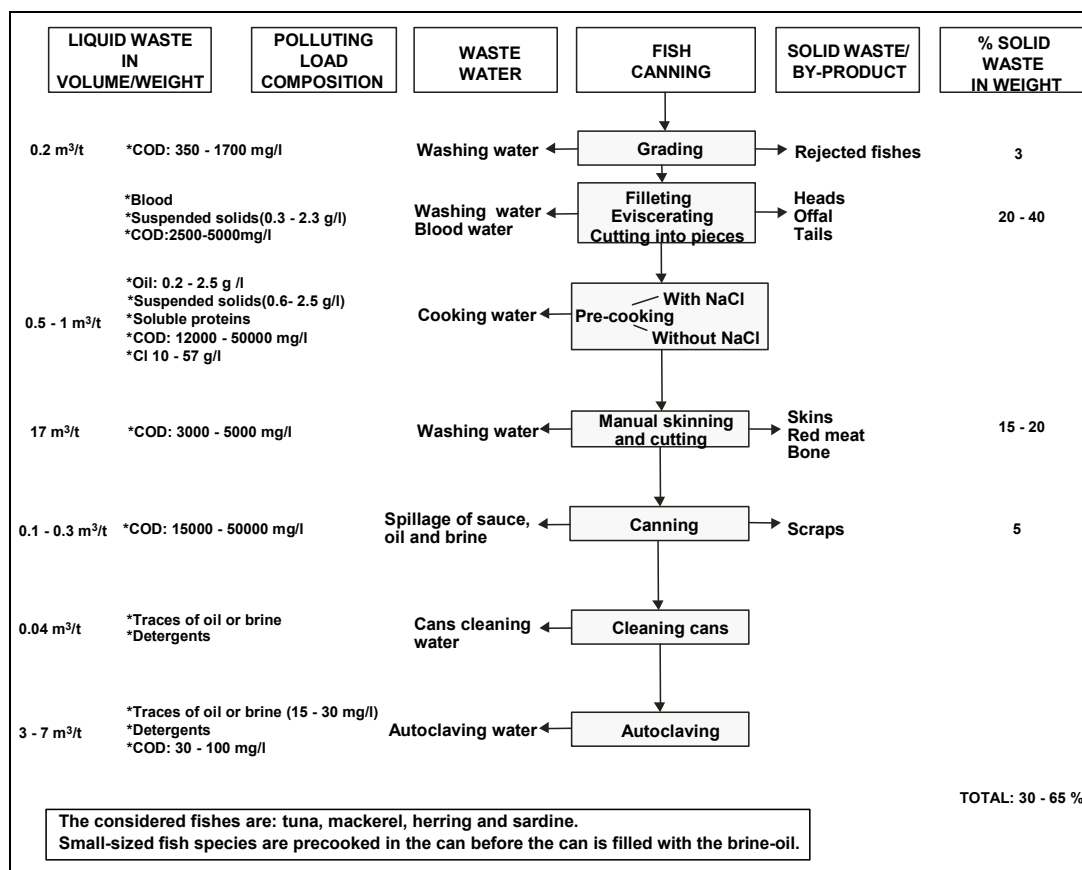 LIQUID WASTE
IN
VOLUME/WEIGHT
POLLUTING
LOAD
COMPOSITION
WASTE
WATER
FISH
CANNING
SOLID WASTE/
BY-PRODUCT
% SOLID
WASTE
IN WEIGHT
0.2 m³/t
*COD: 350 - 1700 mg/l
Washing water
Grading
Rejected fishes
3
*Blood
*Suspended solids(0.3 - 2.3 g/l)
*COD:2500-5000mg/l
Washing water
Blood water
Filleting
Eviscerating
Cutting into pieces
Heads
Offal
Tails
20 - 40
0.5 - 1 m³/t
*Oil: 0.2 - 2.5 g /l
*Suspended solids(0.6- 2.5 g/l)
*Soluble proteins
*COD: 12000 - 50000 mg/l
*Cl 10 - 57 g/l
Cooking water
With NaCl
Pre-cooking
Without NaCl
17 m³/t
*COD: 3000 - 5000 mg/l
Washing water
Manual skinning
and cutting
Skins
Red meat
Bone
15 - 20
0.1 - 0.3 m³/t
*COD: 15000 - 50000 mg/l
Spillage of sauce,
oil and brine
Canning
Scraps
5
0.04 m³/t
*Traces of oil or brine
*Detergents
Cans cleaning
water
Cleaning cans
3 - 7 m³/t
*Traces of oil or brine (15 - 30 mg/l)
*Detergents
*COD: 30 - 100 mg/l
Autoclaving water
Autoclaving
TOTAL: 30 - 65 %
The considered fishes are: tuna, mackerel, herring and sardine.
Small-sized fish species are precooked in the can before the can is filled with the brine-oil.